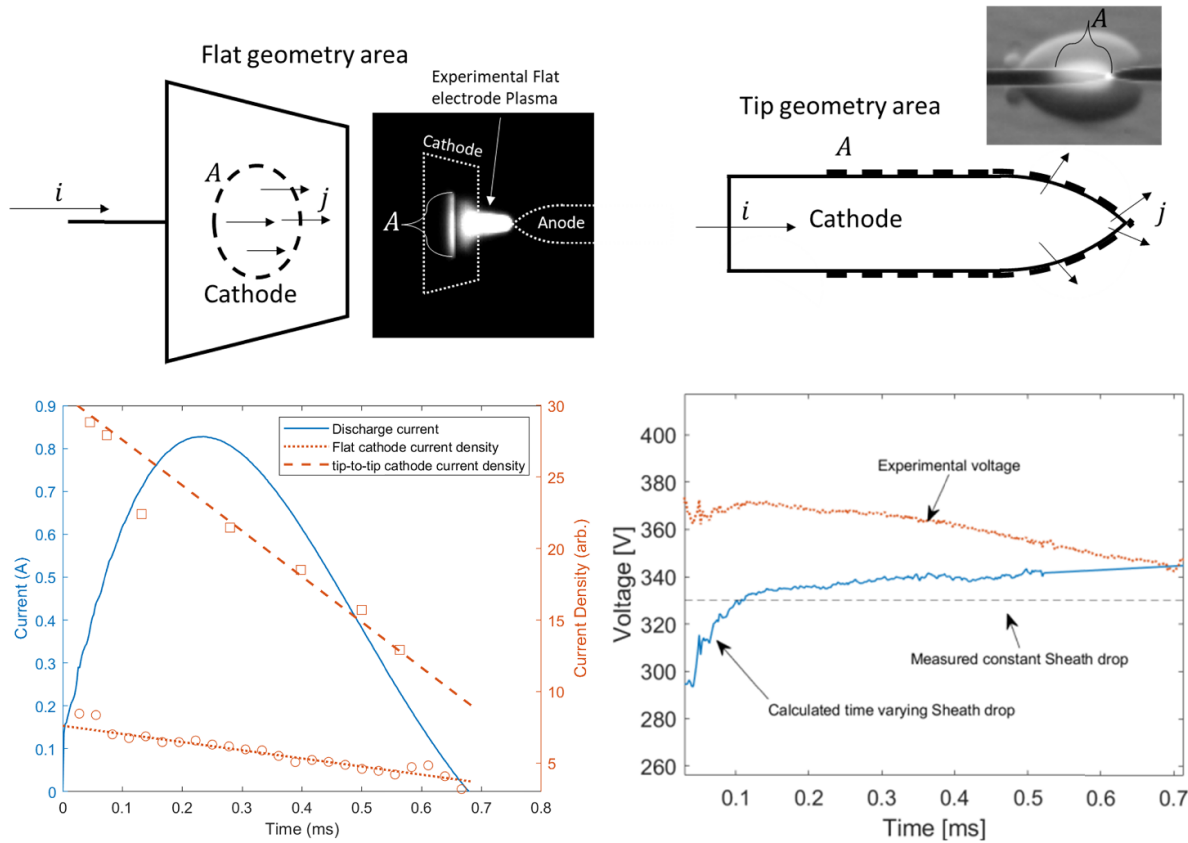 Flat geometry area
Experimental Flat
electrode Plasma
Cathode
A
Anode
i
A
j
Cathode
Tip geometry area
A
A
i
Cathode
j
0.9
0.8
0.7
0.6
0.5
0.4
0.3
0.2
0.1
0
Current (A)
30
25
20
15
10
5
Current Density (arb.)
Discharge current
Flat cathode current density
tip-to-tip cathode current density
0 0.1 0.2 0.3 0.4 0.5 0.6 0.7 0.8
Time (ms)
400
380
360
340
320
300
280
260
Voltage [V]
Experimental voltage
Measured constant Sheath drop
Calculated time varying Sheath drop
0.1 0.2 0.3 0.4 0.5 0.6 0.7
Time [ms]